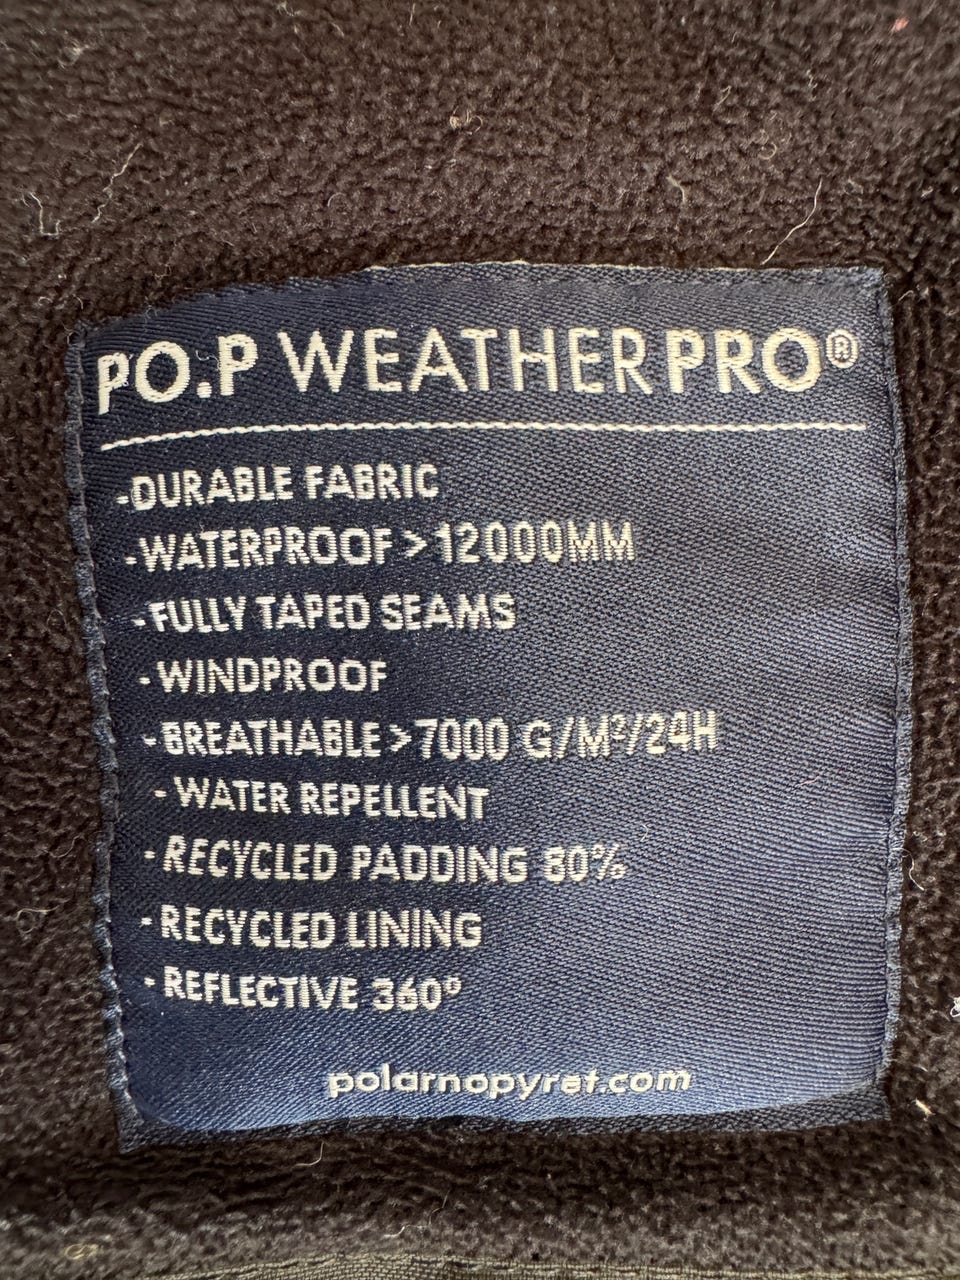 PO.P WEATHERPRO®
-DURABLE FABRIC
-WATERPROOF > 12000MM
-FULLY TAPED SEAMS
- WINDPROOF
-BREATHABLE > 7000 G/M²/24H
- WATER REPELLENT
- RECYCLED PADDING 80%
- RECYCLED LINING
- REFLECTIVE 360°
polarnopyret.com